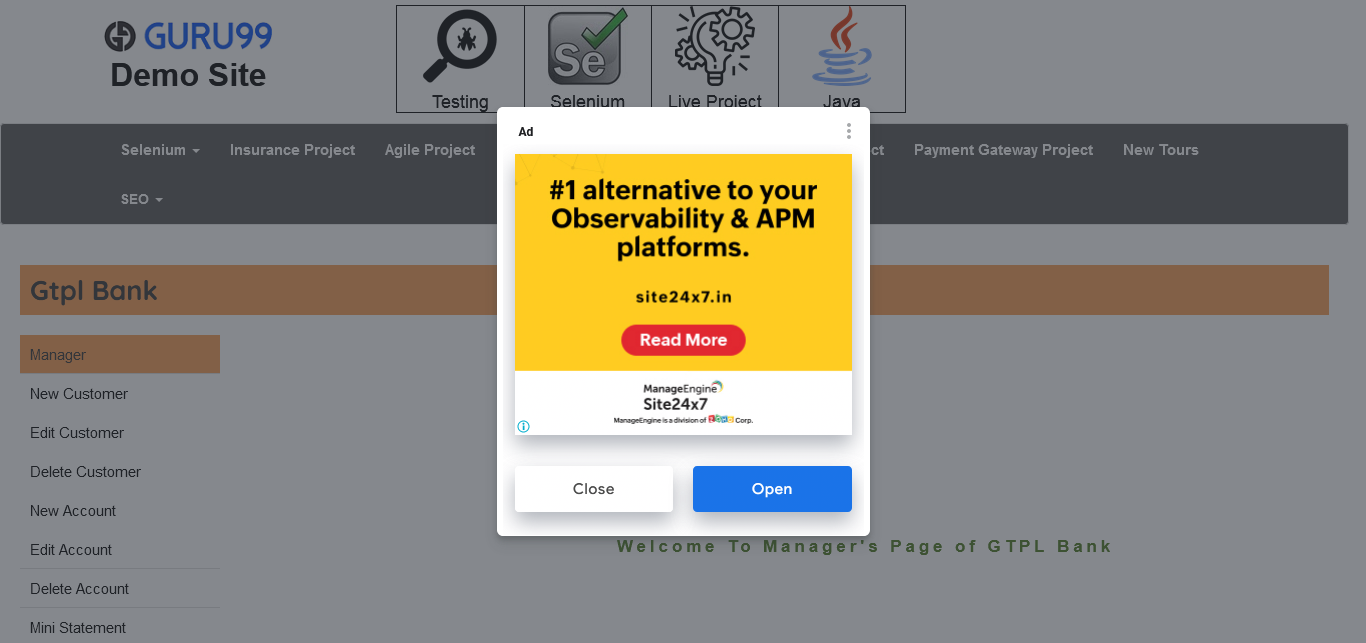 GURU99
Demo Site
Testing
Selenium
Live Project
Java
Selenium
Insurance Project
Agile Project
ct
Payment Gateway Project
New Tours
SEO
Gtpl Bank
Manager
New Customer
Edit Customer
Delete Customer
New Account
Edit Account
Delete Account
Mini Statement
Welcome To Manager's Page of GTPL Bank
Ad
#1 alternative to your
Observability & APM
platforms.
site24x7.in
Read More
ManageEngine
Site24x7
ManageEngine is a division of ZOHO Corp.
Close
Open
Se